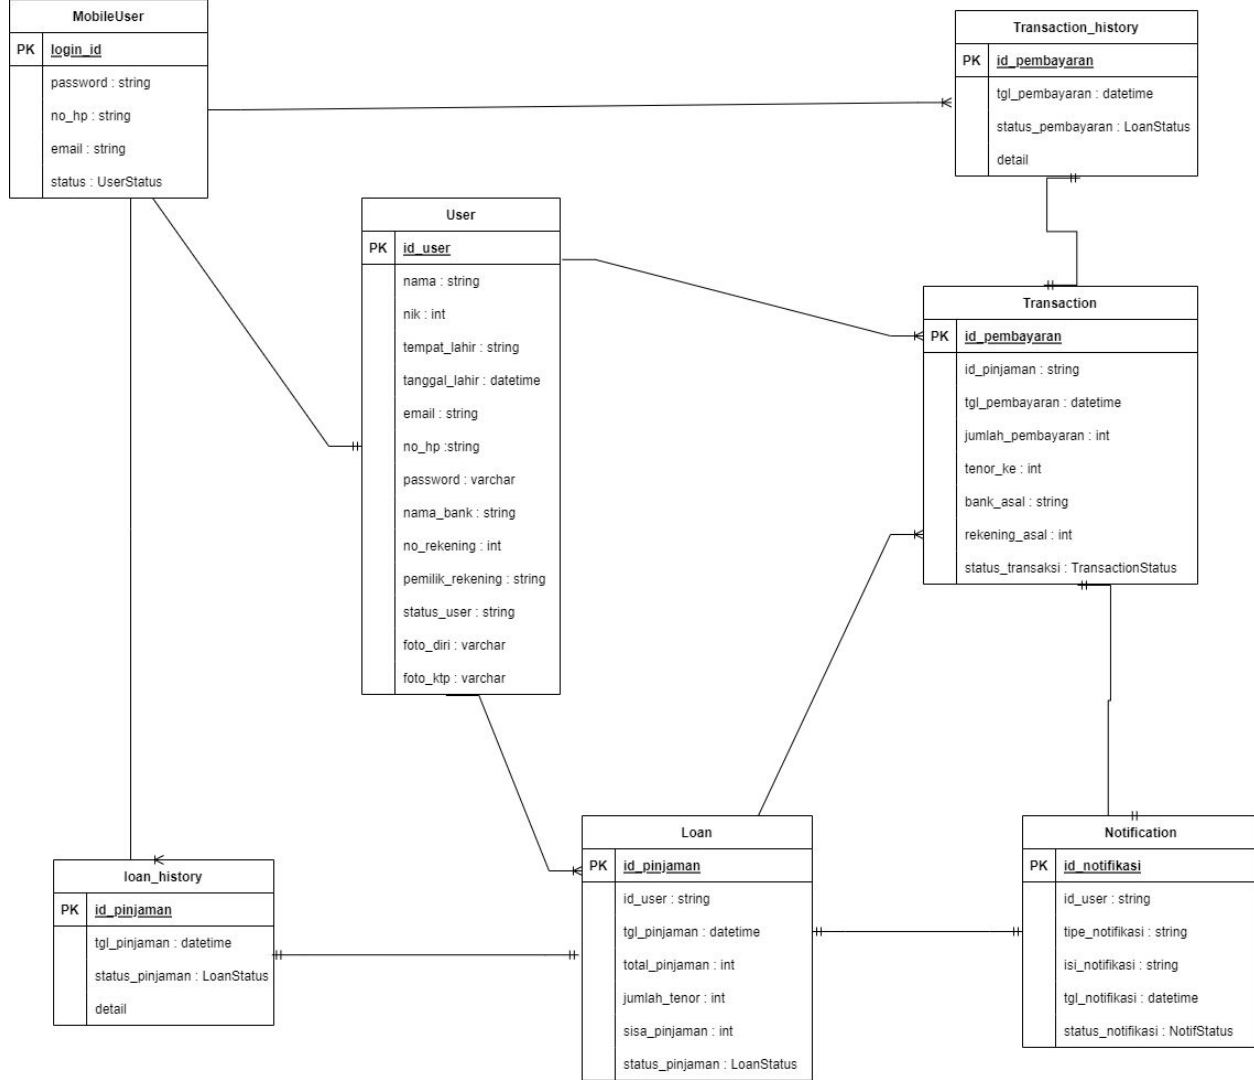 MobileUser
PK login_id
password : string
no_hp : string
email : string
status : UserStatus
Transaction_history
PK id_pembayaran
tgl_pembayaran : datetime
status_pembayaran : LoanStatus
detail
User
PK id_user
nama : string
nik : int
tempat_lahir : string
tanggal_lahir : datetime
email : string
no_hp :string
password : varchar
nama_bank : string
no_rekening : int
pemilik_rekening : string
status_user : string
foto_diri : varchar
foto_ktp : varchar
Transaction
PK id_pembayaran
id_pinjaman : string
tgl_pembayaran : datetime
jumlah_pembayaran : int
tenor_ke : int
bank_asal : string
rekening_asal : int
status_transaksi : TransactionStatus
loan_history
PK id_pinjaman
tgl_pinjaman : datetime
status_pinjaman : LoanStatus
detail
Loan
PK id_pinjaman
id_user : string
tgl_pinjaman : datetime
total_pinjaman : int
jumlah_tenor : int
sisa_pinjaman : int
status_pinjaman : LoanStatus
Notification
PK id_notifikasi
id_user : string
tipe_notifikasi : string
isi_notifikasi : string
tgl_notifikasi : datetime
status_notifikasi : NotifStatus